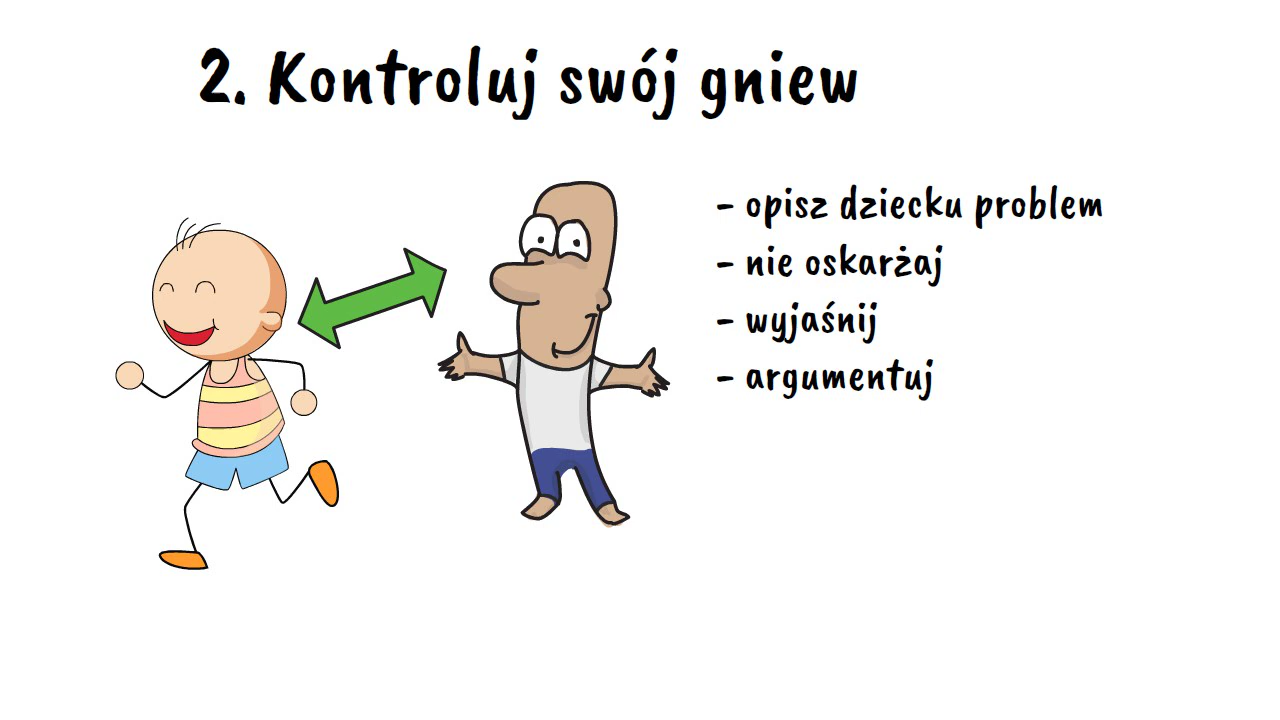 2. Kontroluj swój gniew
- opisz dziecku problem
- nie oskarżaj
- wyjaśnij
- argumentuj